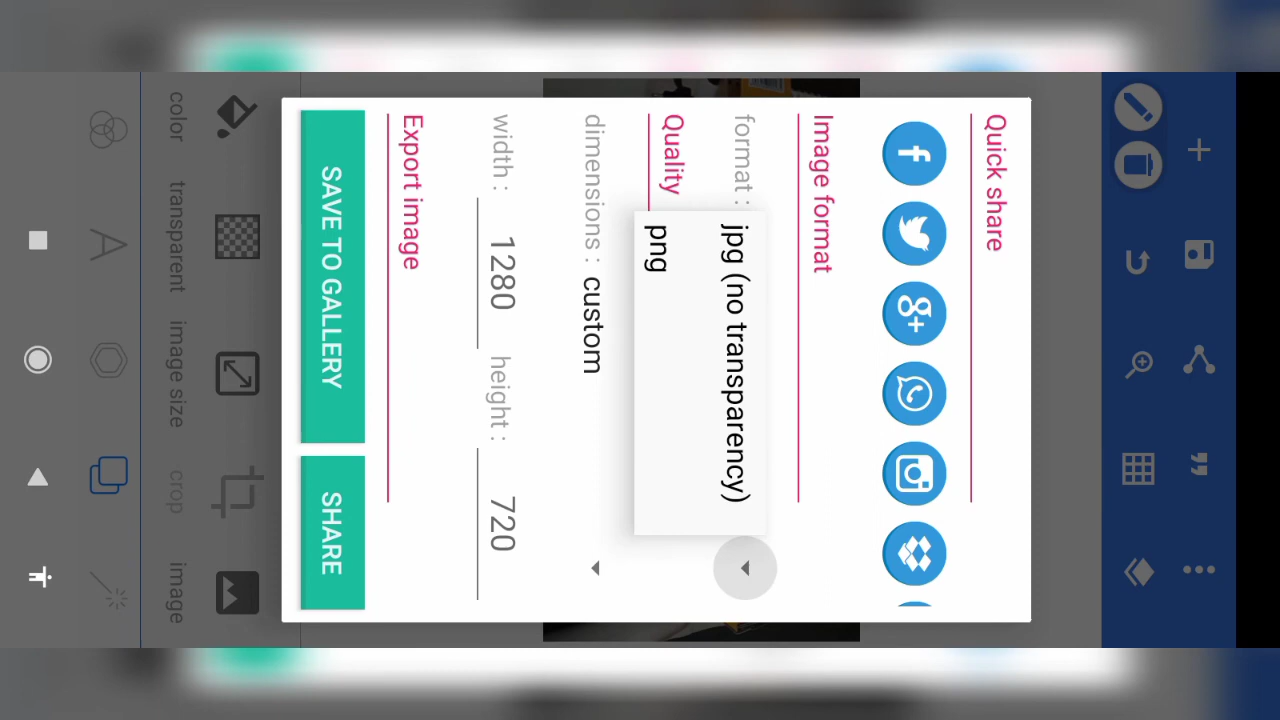 Quick share
Image format
format :
jpg (no transparency)
png
Quality
dimensions : custom
width : 1280 height : 720
Export image
SAVE TO GALLERY SHARE
color
transparent
image size
crop
image